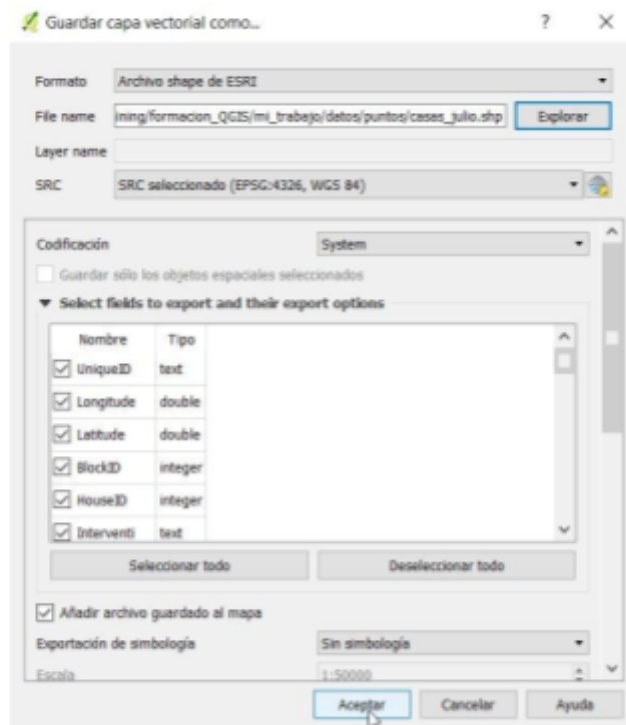 Guardar capa vectorial como...
Formato Archivo shape de ESRI
File name ining/formacion_QGIS/mi_trabajo/datos/puntos/casas_julio.shp Explorar
Layer name
SRC SRC seleccionado (EPSG:4326, WGS 84)
Codificación System
Guardar sólo los objetos espaciales seleccionados
Select fields to export and their export options
Nombre Tipo
UniqueID text
Longitude double
Latitude double
BlockID integer
HouseID integer
Interventi text
Seleccionar todo Deseleccionar todo
Añadir archivo guardado al mapa
Exportación de simbología Sin simbología
Escala 1:50000
Aceptar Cancelar Ayuda